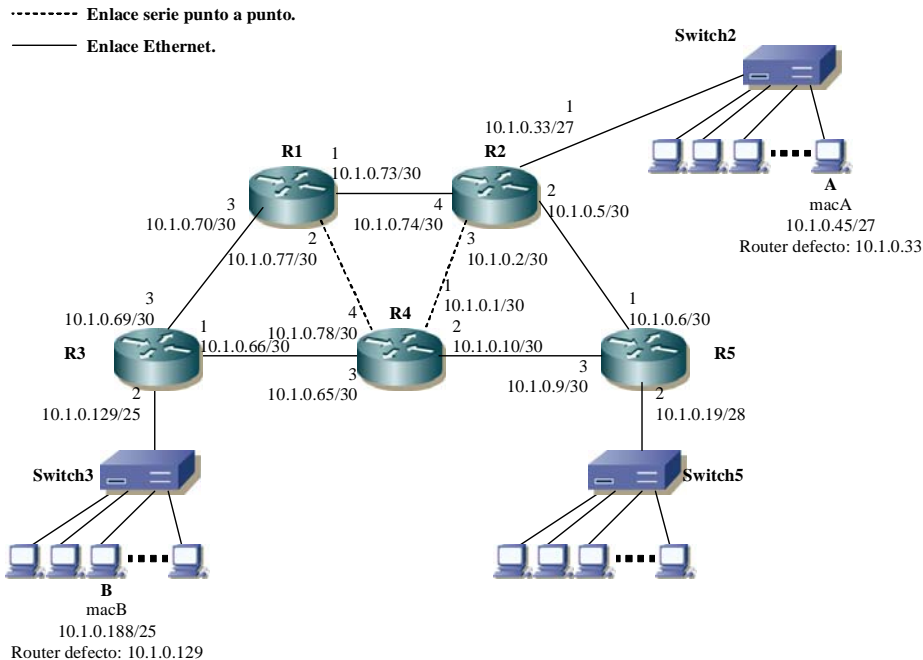 Enlace serie punto a punto.
Enlace Ethernet.
Switch2
1
10.1.0.33/27
R1
R2
A
macA
10.1.0.45/27
Router defecto: 10.1.0.33
1
10.1.0.73/30
3
10.1.0.70/30
2
10.1.0.77/30
4
10.1.0.74/30
2
10.1.0.5/30
3
10.1.0.2/30
3
10.1.0.69/30
R3
1
10.1.0.66/30
4
10.1.0.78/30
R4
1
10.1.0.1/30
2
10.1.0.10/30
3
10.1.0.65/30
1
10.1.0.6/30
R5
3
10.1.0.9/30
2
10.1.0.129/25
2
10.1.0.19/28
Switch3
Switch5
B
macB
10.1.0.188/25
Router defecto: 10.1.0.129